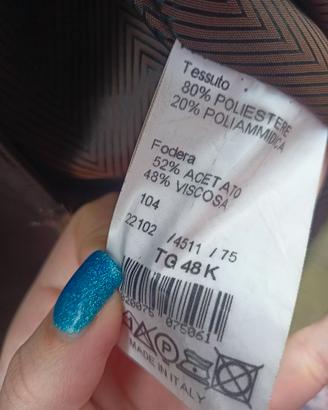 Tessuto
80% POLIESTERE
20% POLIAMMIDICA
Fodera
52% ACETATO
48% VISCOSA
104
22102 /4511 / 75
TG 48 K
075061
MADE IN ITALY